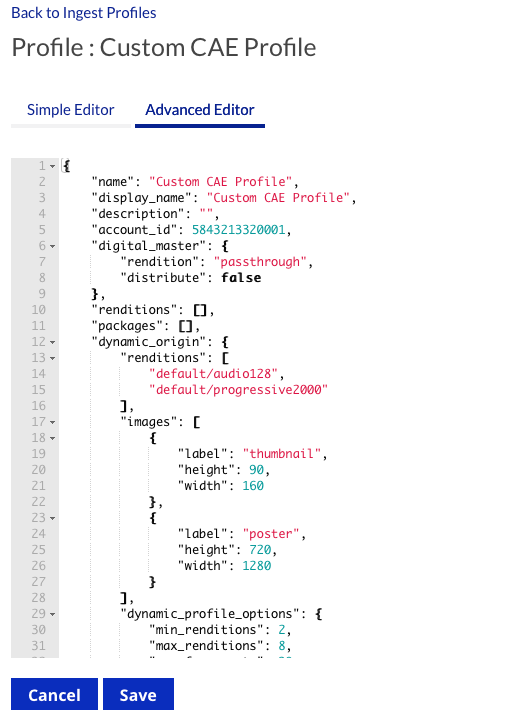 Back to Ingest Profiles
Profile : Custom CAE Profile
Simple Editor Advanced Editor
1 {
2 "name": "Custom CAE Profile",
3 "display_name": "Custom CAE Profile",
4 "description": "",
5 "account_id": 5843213320001,
6 "digital_master": {
7 "rendition": "passthrough",
8 "distribute": false
9 },
10 "renditions": [],
11 "packages": [],
12 "dynamic_origin": {
13 "renditions": [
14 "default/audio128",
15 "default/progressive2000"
16 ],
17 "images": [
18 {
19 "label": "thumbnail",
20 "height": 90,
21 "width": 160
22 },
23 {
24 "label": "poster",
25 "height": 720,
26 "width": 1280
27 }
28 ],
29 "dynamic_profile_options": {
30 "min_renditions": 2,
31 "max_renditions": 8,
Cancel Save